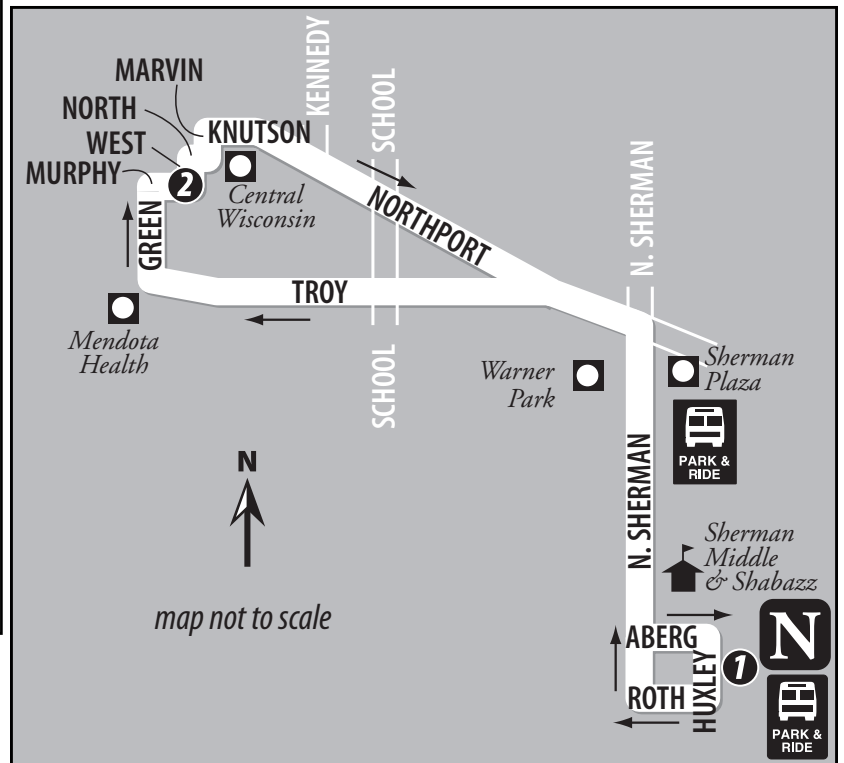 MARVIN
NORTH
WEST
MURPHY
KNUTSON
KENNEDY
SCHOOL
2
Central
Wisconsin
GREEN
NORTHPORT
N. SHERMAN
TROY
Mendota
Health
SCHOOL
Warner
Park
Sherman
Plaza
PARK &
RIDE
N
N. SHERMAN
Sherman
Middle
& Shabazz
map not to scale
ABERG
HUXLEY
1
N
ROTH
PARK &
RIDE